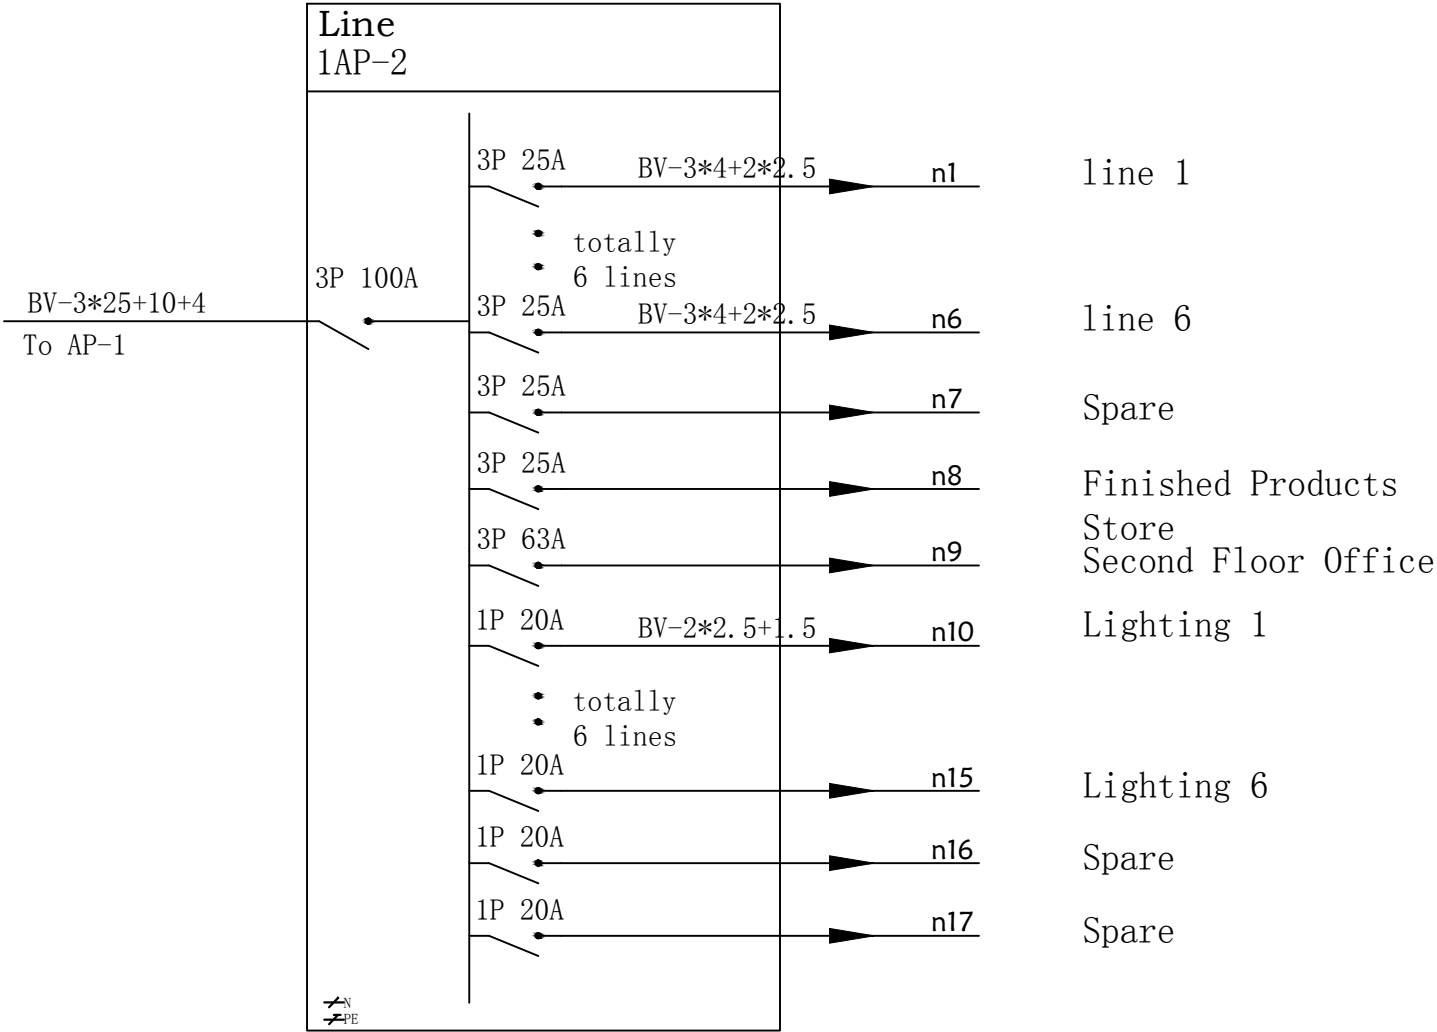 Line
1AP-2
3P 25A
BV-3*4+2*2.5
n1
line 1
totally
6 lines
3P 100A
BV-3*25+10+4
To AP-1
3P 25A
BV-3*4+2*2.5
n6
line 6
3P 25A
n7
Spare
3P 25A
n8
Finished Products
Store
3P 63A
n9
Second Floor Office
1P 20A
BV-2*2.5+1.5
n10
Lighting 1
totally
6 lines
1P 20A
n15
Lighting 6
1P 20A
n16
Spare
1P 20A
n17
Spare
N
PE